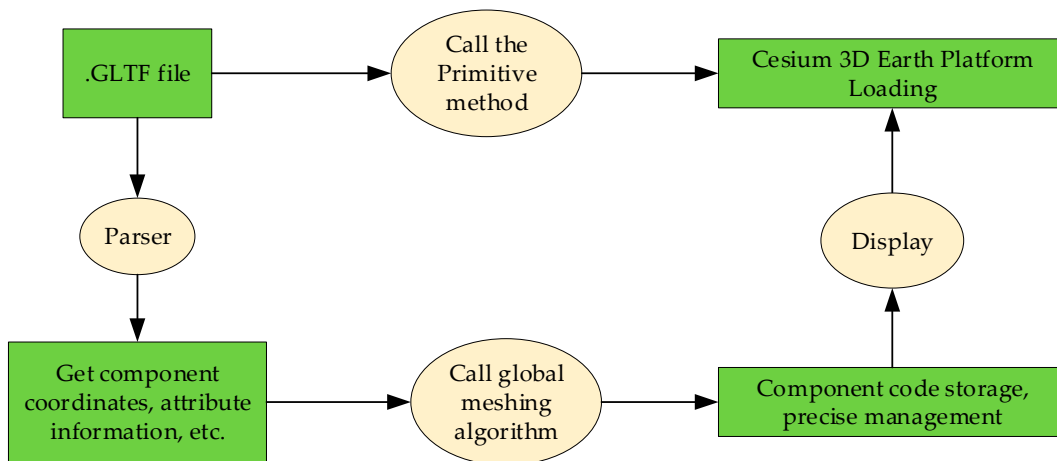 .GLTF file
Call the
Primitive
method
Cesium 3D Earth Platform
Loading
Parser
Display
Get component
coordinates, attribute
information, etc.
Call global
meshing
algorithm
Component code storage,
precise management